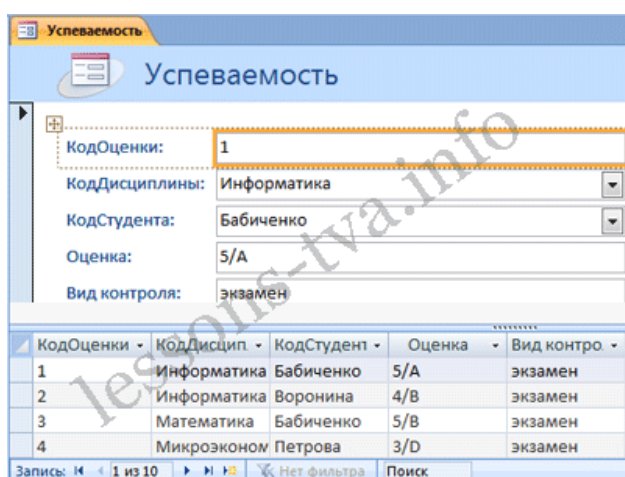 Успеваемость
Успеваемость
КодОценки: 1
КодДисциплины: Информатика
КодСтудента: Бабиченко
Оценка: 5/A
Вид контроля: экзамен
КодОценки КодДисцип. КодСтудент Оценка Вид контро.
1 Информатика Бабиченко 5/A экзамен
2 Информатика Воронина 4/B экзамен
3 Математика Бабиченко 5/B экзамен
4 Микроэконом Петрова 3/D экзамен
Запись: 1 из 10 Нет фильтра Поиск
lessons-tva.info